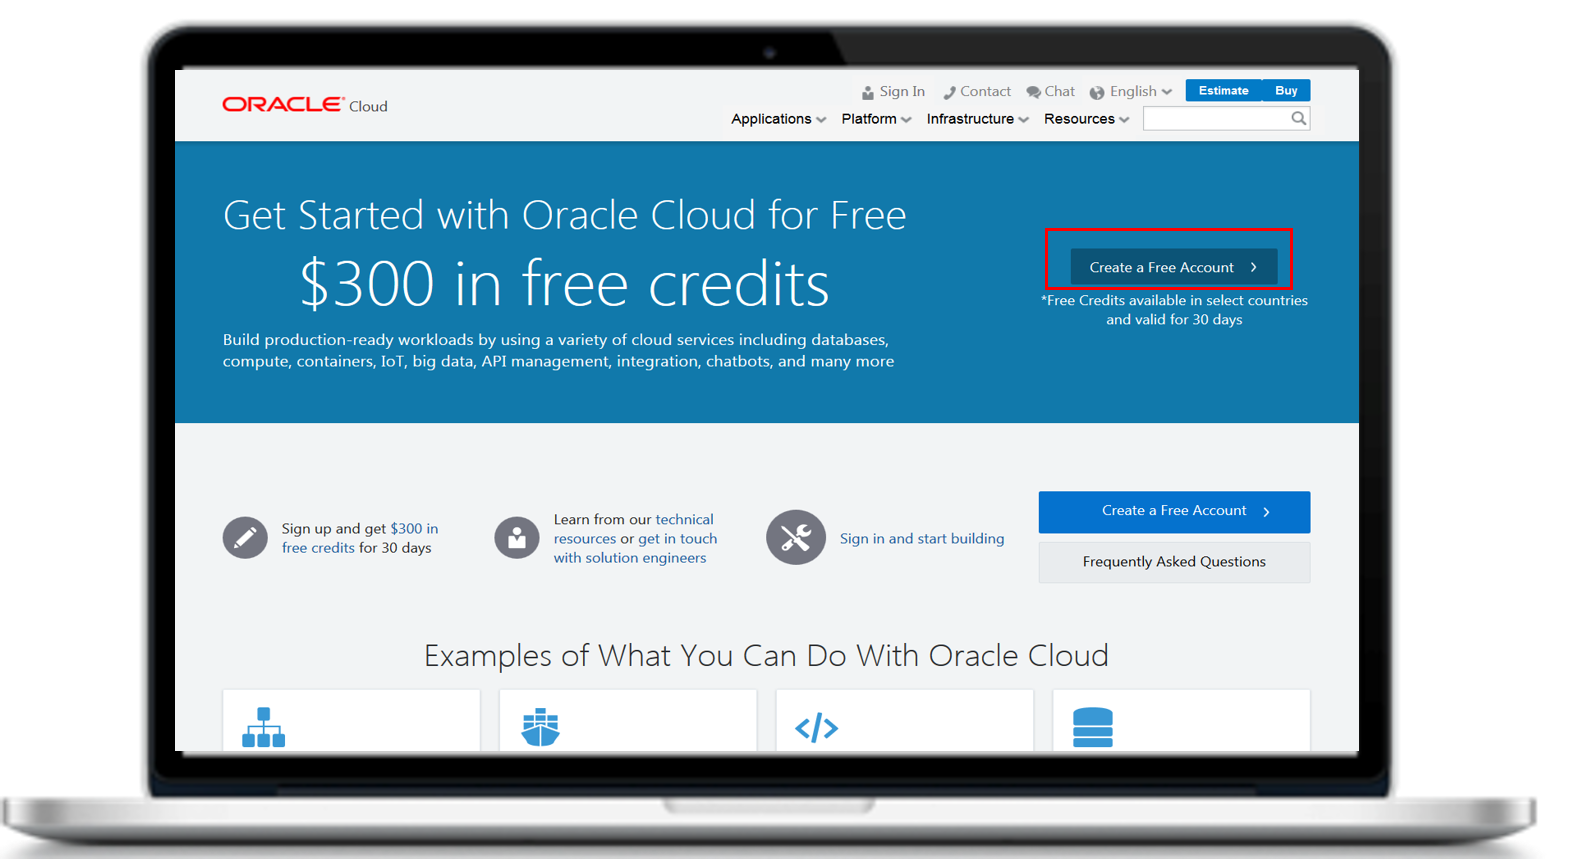 ORACLE® Cloud
Sign In Contact Chat English Estimate Buy
Applications Platform Infrastructure Resources
Get Started with Oracle Cloud for Free
$300 in free credits
Build production-ready workloads by using a variety of cloud services including databases,
compute, containers, IoT, big data, API management, integration, chatbots, and many more
Create a Free Account
*Free Credits available in select countries
and valid for 30 days
Sign up and get $300 in
free credits for 30 days
Learn from our technical
resources or get in touch
with solution engineers
Sign in and start building
Create a Free Account
Frequently Asked Questions
Examples of What You Can Do With Oracle Cloud